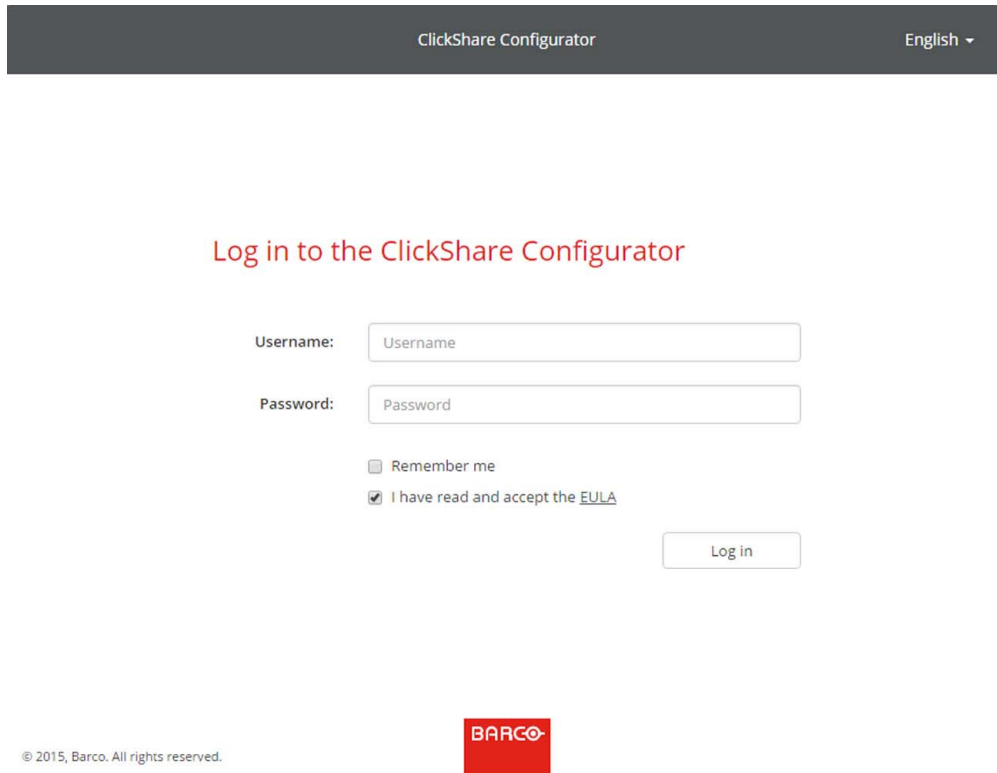 ClickShare Configurator English
Log in to the ClickShare Configurator
Username: Username
Password: Password
Remember me
I have read and accept the EULA
Log in
BARCO
© 2015, Barco. All rights reserved.